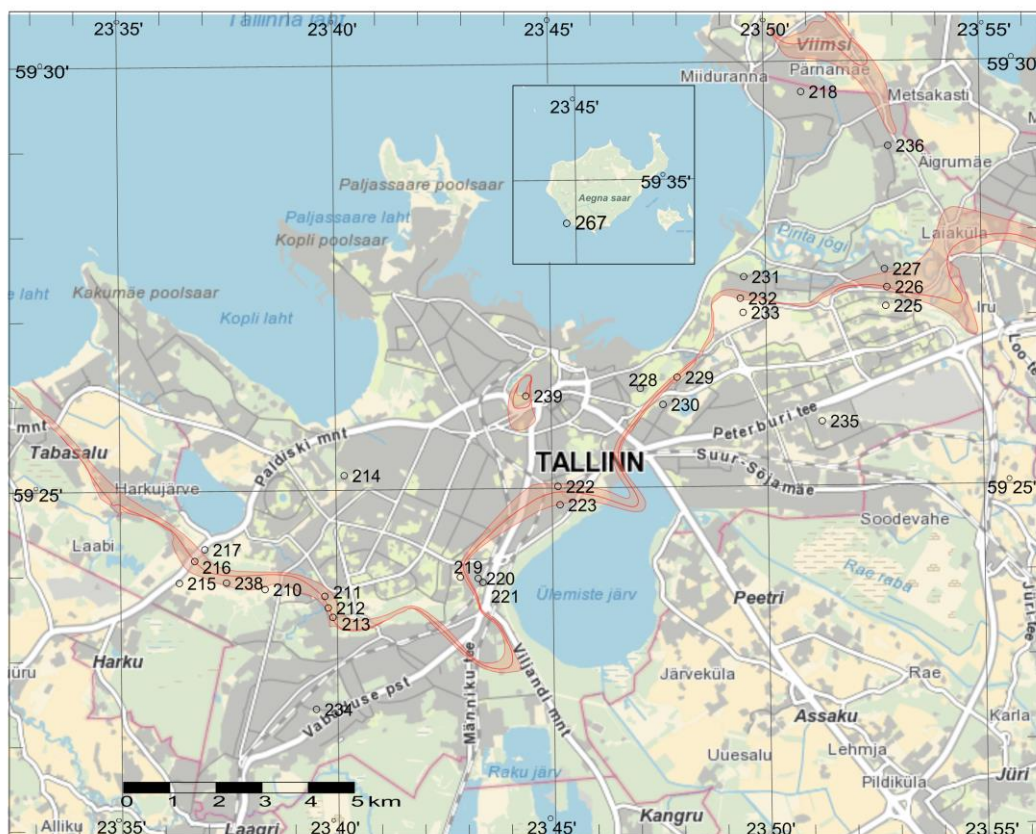 Tallinna laht
23 35'
23 40'
23 45'
23 50'
Viimsi
59 30'
59 30'
Miiduranna
Pärnamäe
218
Metsakasti
23 45'
236
Aigrumäe
59 35'
Paljassaare poolsaar
Aegna saar
267
Paljassaare laht
Kopli poolsaar
Pirita jõgi
Laiaküla
Kakumäe poolsaar
e laht
Kopli laht
231
227
226
232
233
225
Iru
Loo-te
228
229
239
230
mnt
Paldiski mnt
Peterburi tee
235
Tabasalu
TALLINN
Suur-Sõjamäe
214
222
59 25'
Harkujärve
59 25'
223
Soodevahe
Laabi
217
216
219
220
Rae raba
215
238
210
211
221
Ülemiste järv
212
Peetri
213
Jüri tee
Harku
üüru
Viljandi mnt
Männiku tee
Järveküla
Rae
234
Vabaduse pst
Assaku
Karla
Uuesalu
Lehmja
Raku järv
Pildiküla
Jüri
0 1 2 3 4 5 km
Kangru
Alliku
23 35'
Laagri
23 40'
23 45'
23 50'
23 55'